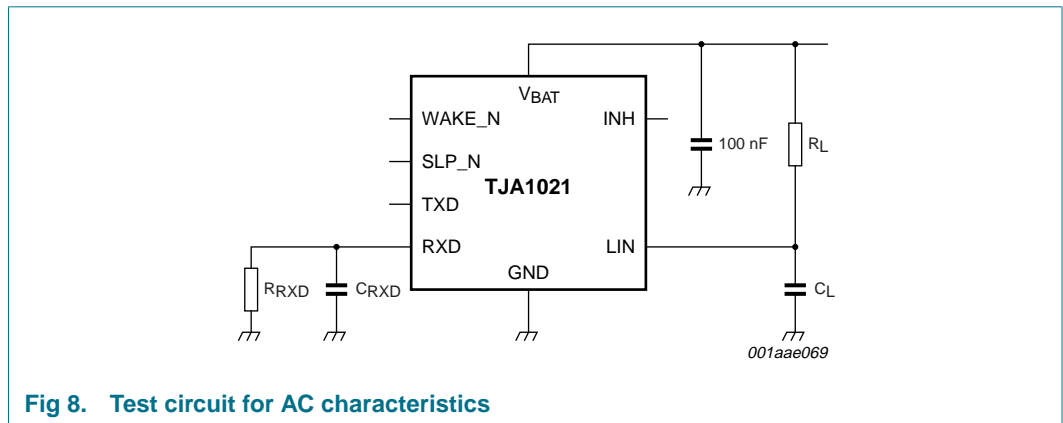 VBAT
WAKE_N
INH
100 nF
RL
SLP_N
TJA1021
TXD
RXD
LIN
GND
RRXD
CRXD
CL
001aae069
Fig 8. Test circuit for AC characteristics